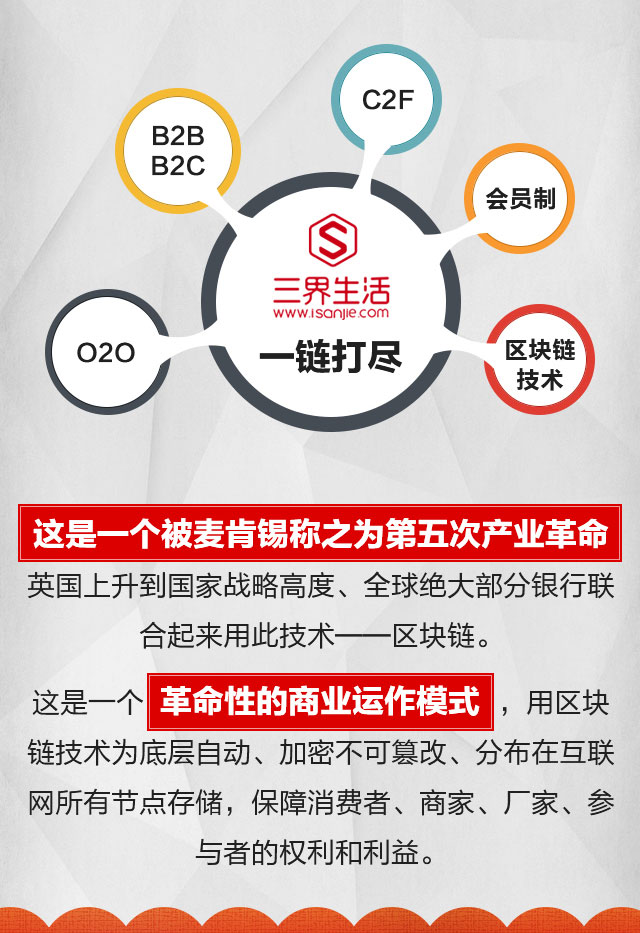 C2F
B2B
B2C
会员制
三界生活
www.isanjie.com
一链打尽
O2O
区块链
技术
这是一个被麦肯锡称之为第五次产业革命
英国上升到国家战略高度、全球绝大部分银行联
合起来用此技术——区块链。
这是一个 革命性的商业运作模式 ，用区块
链技术为底层自动、加密不可篡改、分布在互联
网所有节点存储，保障消费者、商家、厂家、参
与者的权利和利益。